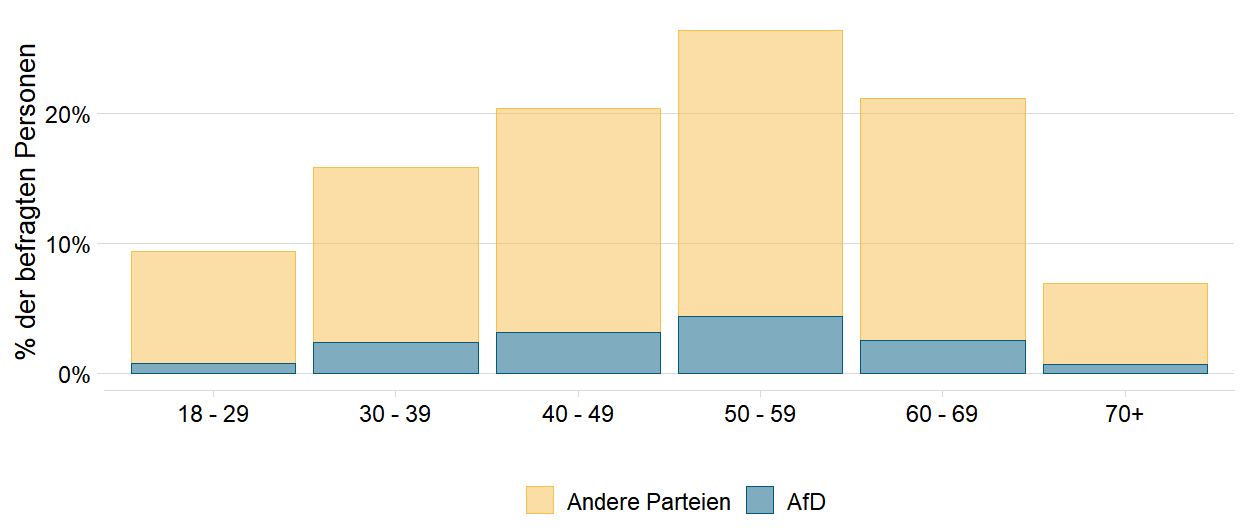 % der befragten Personen
20%
10%
0%
18 - 29 30 - 39 40 - 49 50 - 59 60 - 69 70+
Andere Parteien AfD